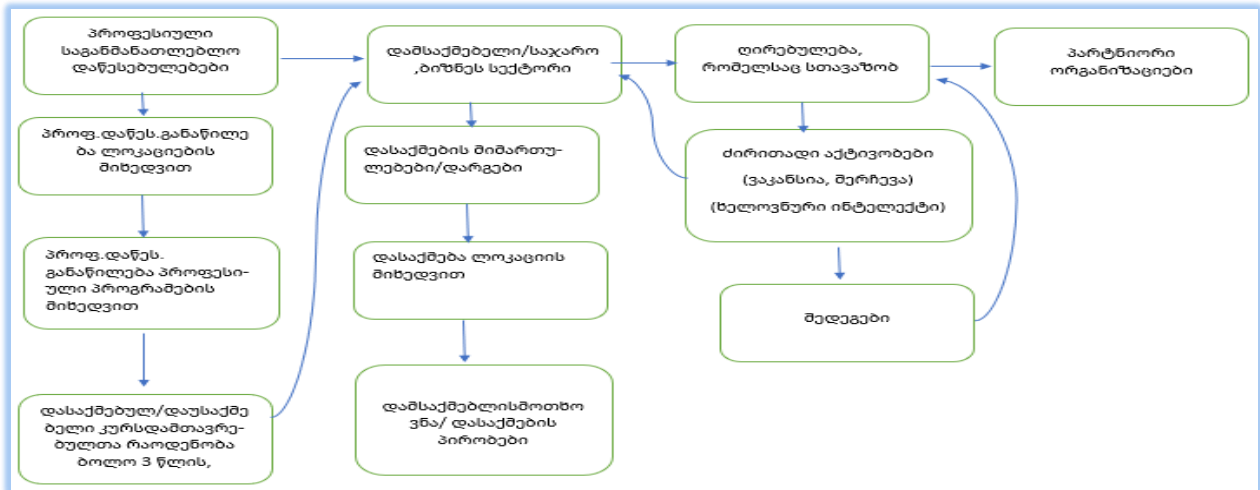 პროფესიული
საგანმანათლებლო
დაწესებულებები
პროფ.დაწეს.განაწილე
ბა ლოკაციების
მიხედვით
პროფ.დაწეს.
განაწილება პროფესი-
ული პროგრამების
მიხედვით
დასაქმებულ/დაუსაქმე
ბელი კურსდამთავრე-
ბულთა რაოდენობა
ბოლო 3 წლის,
დამსაქმებელი/საჯარო
,ბიზნეს სექტორი
დასაქმების მიმართუ-
ლებები/დარგები
დასაქმება ლოკაციის
მიხედვით
დამსაქმებლისმოთხო
ვნა/ დასაქმების
პირობები
ღირებულება,
რომელსაც სთავაზობ
ძირითადი აქტივობები
(ვაკანსია, შერჩევა)
(ხელოვნური ინტელექტი)
შედეგები
პარტნიორი
ორგანიზაციები